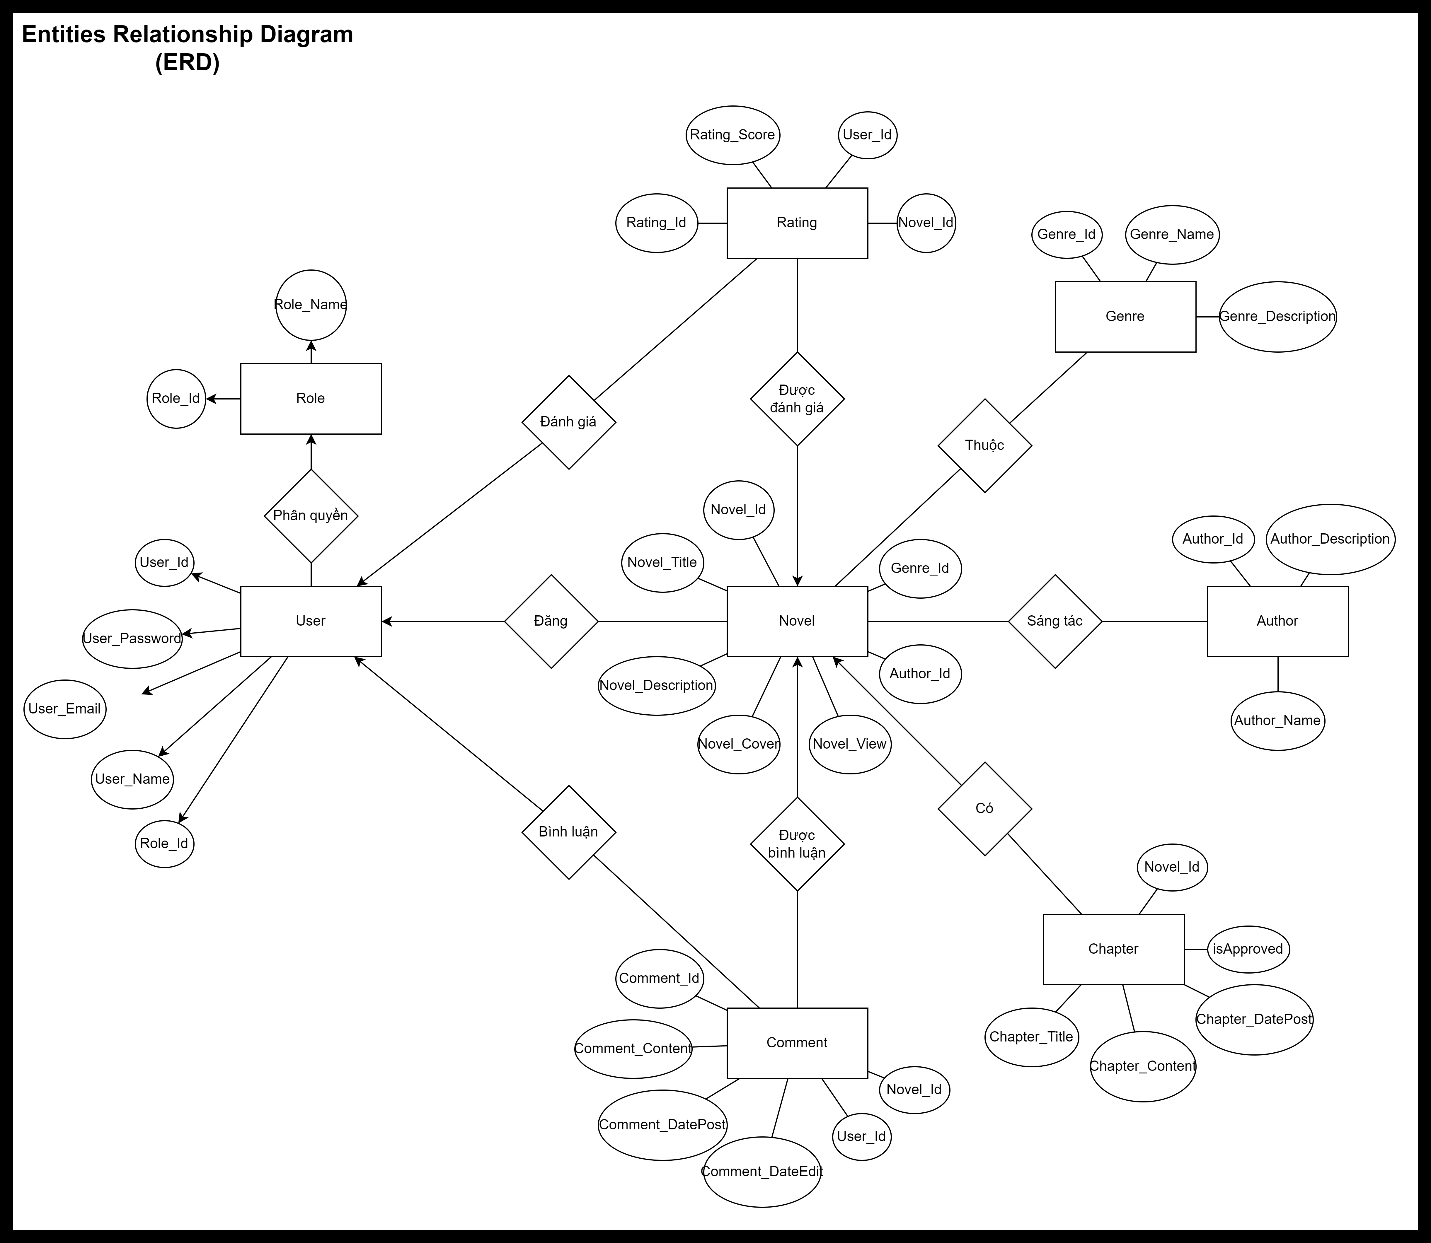 Entities Relationship Diagram
(ERD)
Rating_Score
User_Id
Rating_Id
Rating
Novel_Id
Genre_Id
Genre_Name
Genre
Genre_Description
Role_Name
Role_Id
Role
Đánh giá
Được
đánh giá
Thuộc
Phân quyền
Novel_Id
User_Id
Novel_Title
Genre_Id
Author_Id
Author_Description
User
Đăng
Novel
Sáng tác
Author
User_Password
Novel_Description
Author_Id
User_Email
Author_Name
Novel_Cover
Novel_View
User_Name
Role_Id
Bình luận
Được
bình luận
Có
Novel_Id
Chapter
isApproved
Comment_Id
Chapter_DatePost
Chapter_Title
Chapter_Content
Comment_Content
Comment
Novel_Id
Comment_DatePost
User_Id
Comment_DateEdit